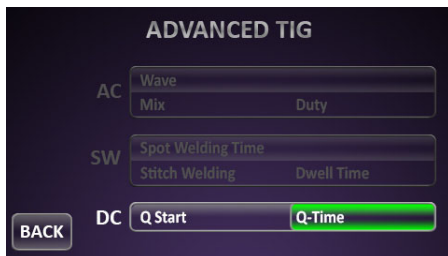 ADVANCED TIG
AC
Wave
Mix Duty
SW
Spot Welding Time
Stitch Welding Dwell Time
DC Q Start Q-Time
BACK